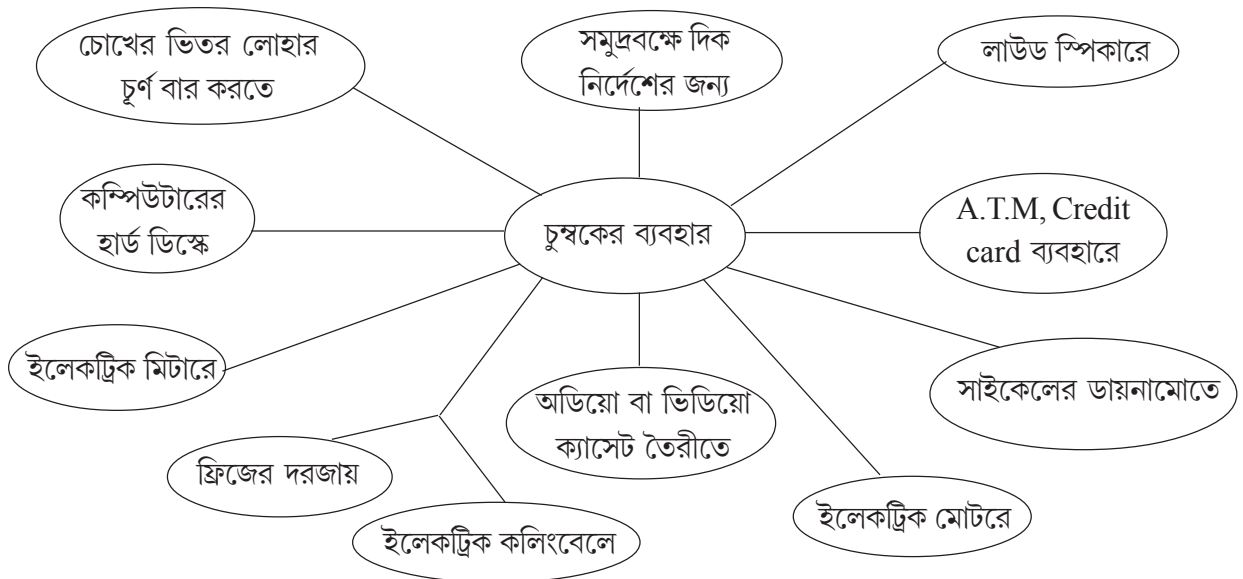 চোখের ভিতর লোহার
চূর্ণ বার করতে
সমুদ্রবক্ষে দিক
নির্দেশের জন্য
লাউড স্পিকারে
কম্পিউটারের
হার্ড ডিস্কে
চুম্বকের ব্যবহার
A.T.M, Credit
card ব্যবহারে
ইলেকট্রিক মিটারে
অডিয়ো বা ভিডিয়ো
ক্যাসেট তৈরীতে
সাইকেলের ডায়নামোতে
ফ্রিজের দরজায়
ইলেকট্রিক কলিংবেলে
ইলেকট্রিক মোটরে